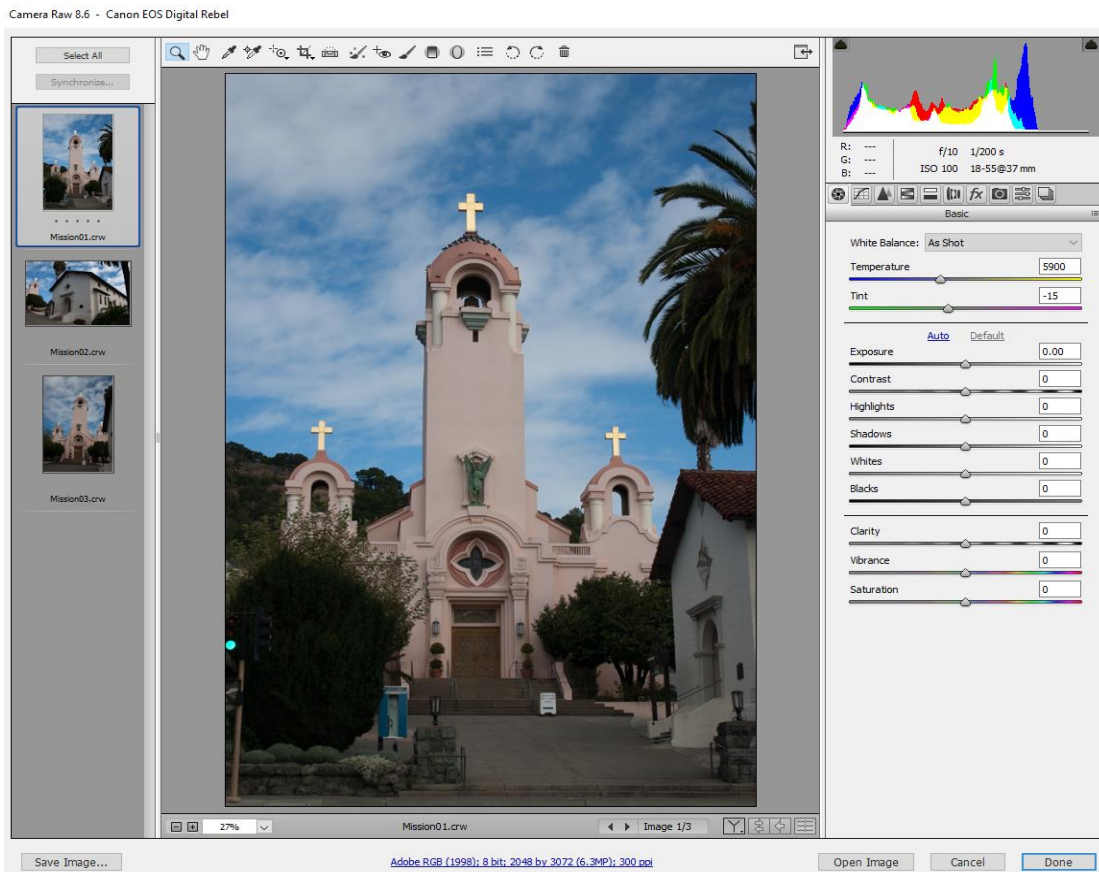 Camera Raw 8.6 - Canon EOS Digital Rebel
Select All
Synchronize...
Mission01.crw
Mission02.crw
Mission03.crw
27%
Mission01.crw
Image 1/3
R: ---
G: ---
B: ---
f/10 1/200 s
ISO 100 18-55@37 mm
fx
Basic
White Balance: As Shot
Temperature 5900
Tint -15
Auto Default
Exposure 0.00
Contrast 0
Highlights 0
Shadows 0
Whites 0
Blacks 0
Clarity 0
Vibrance 0
Saturation 0
Save Image...
Adobe RGB (1998); 8 bit; 2048 by 3072 (6.3MP); 300 ppi
Open Image
Cancel
Done